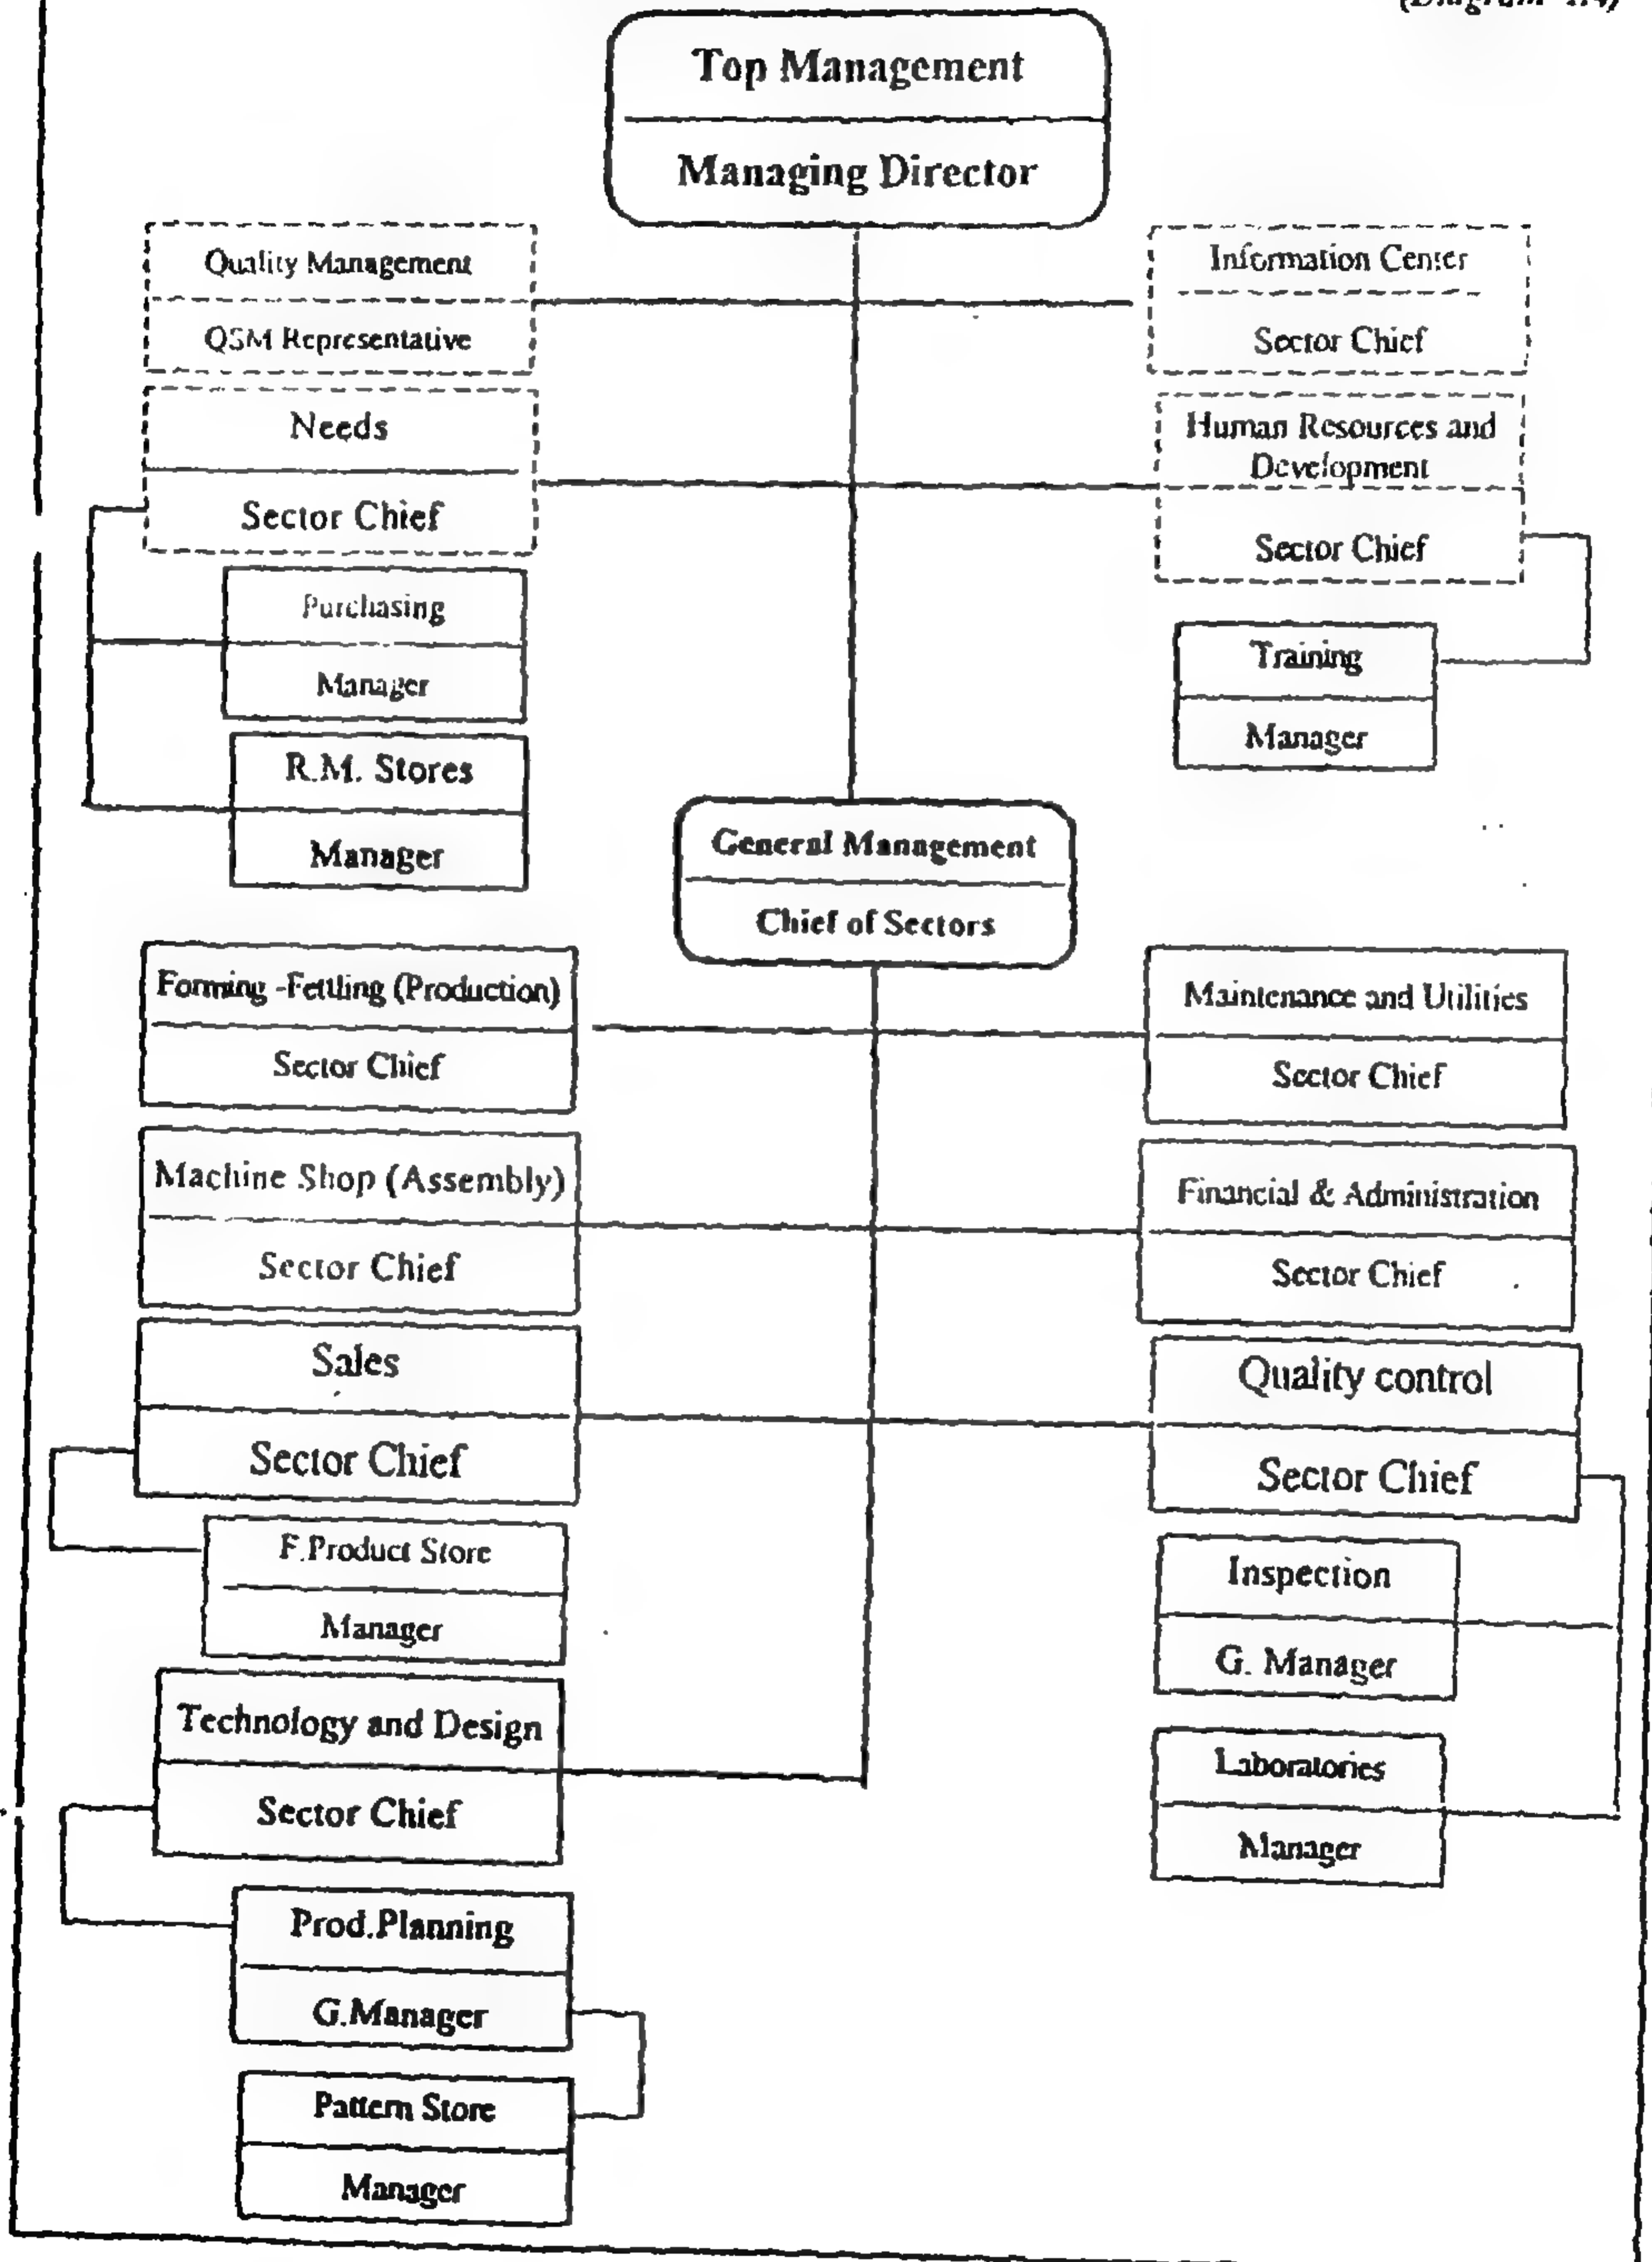 Top Management
Managing Director
Quality Management
QSM Representative
Information Center
Sector Chief
Needs
Sector Chief
Human Resources and
Development
Sector Chief
Purchasing
Manager
Training
Manager
R.M. Stores
Manager
General Management
Chief of Sectors
Forming -Fettling (Production)
Sector Chief
Maintenance and Utilities
Sector Chief
Machine Shop (Assembly)
Sector Chief
Financial & Administration
Sector Chief
Sales
Sector Chief
Quality control
Sector Chief
F.Product Store
Manager
Inspection
G. Manager
Technology and Design
Sector Chief
Laboratories
Manager
Prod.Planning
G.Manager
Pattern Store
Manager